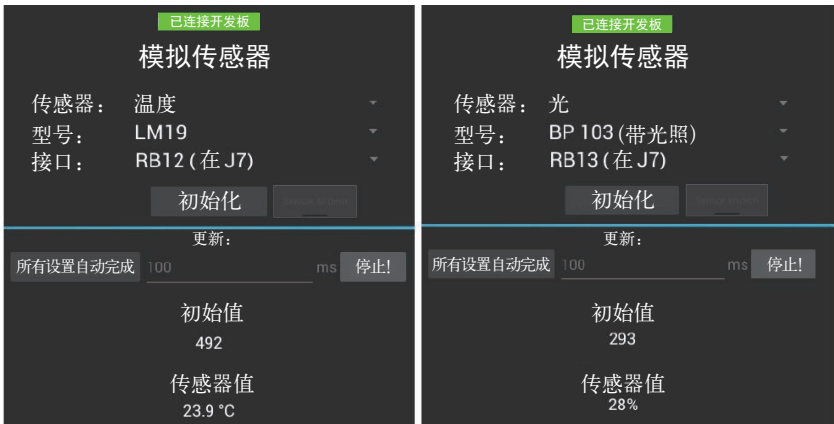 已连接开发板
模拟传感器
传感器： 温度
型号： LM19
接口： RB12 (在 J7)
初始化
更新：
所有设置自动完成 100 ms 停止!
初始值
492
传感器值
23.9 °C
已连接开发板
模拟传感器
传感器： 光
型号： BP 103 (带光照)
接口： RB13 (在 J7)
初始化
更新：
所有设置自动完成 100 ms 停止!
初始值
293
传感器值
28%